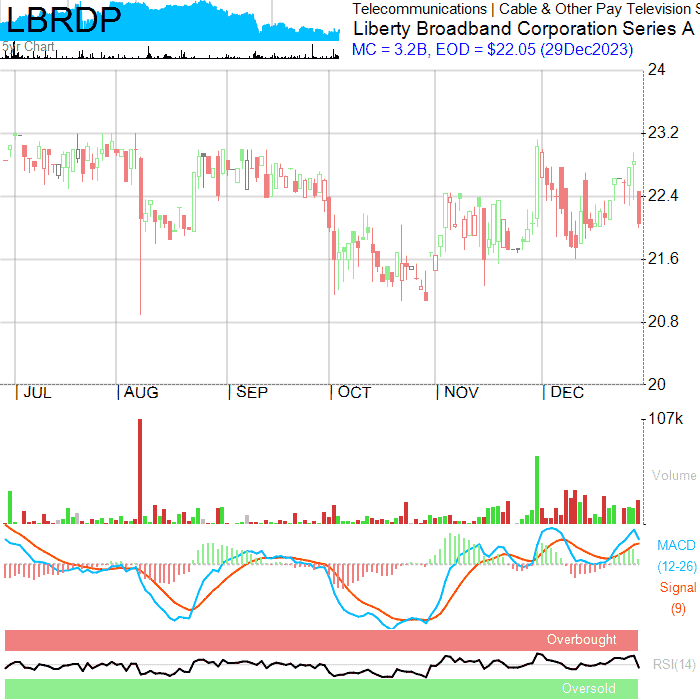 LBRDP
5yr Chart
Telecommunications | Cable & Other Pay Television S
Liberty Broadband Corporation Series A
MC = 3.2B, EOD = $22.05 (29Dec2023)
24
23.2
22.4
21.6
20.8
20
JUL
AUG
SEP
OCT
NOV
DEC
107k
Volume
MACD
(12-26)
Signal
(9)
Overbought
RSI(14)
Oversold